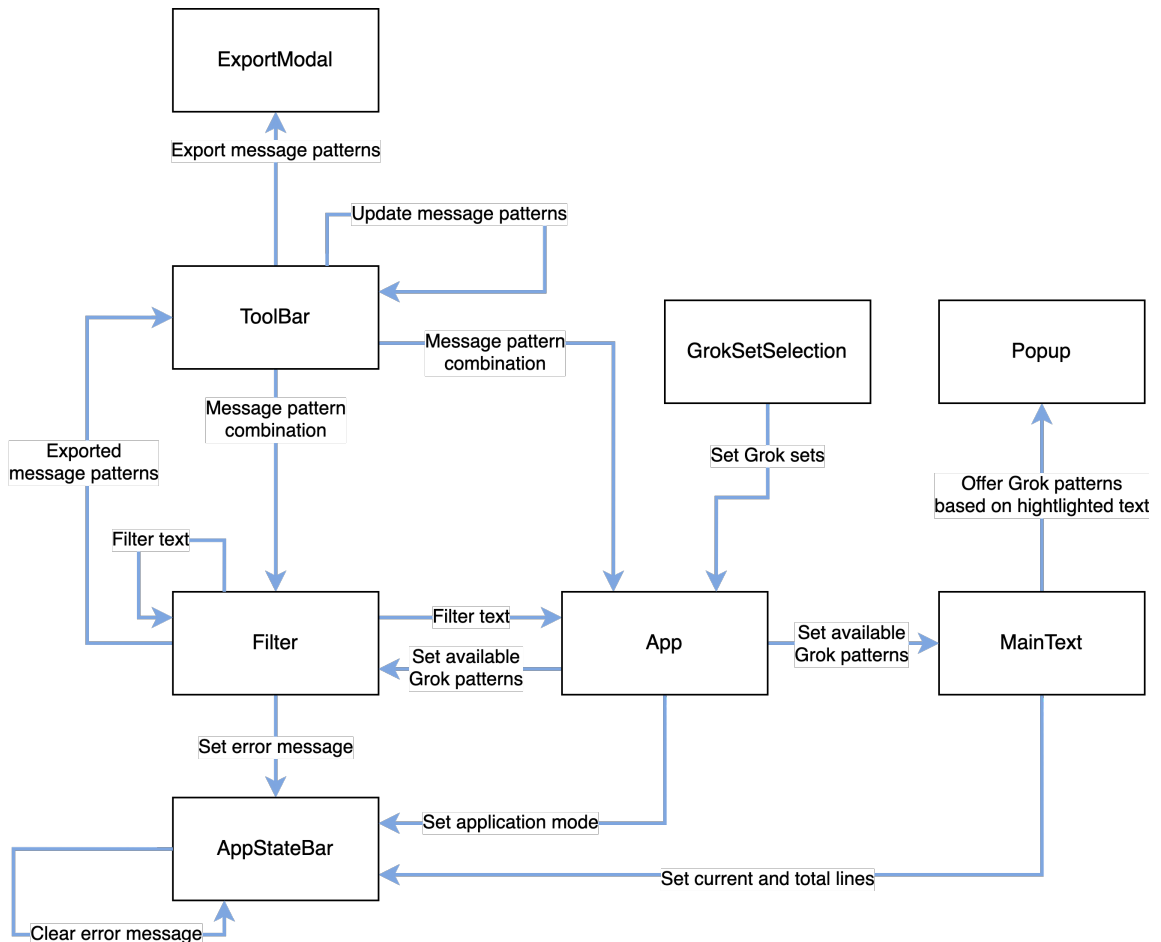 ExportModal
Export message patterns
Update message patterns
ToolBar
Message pattern
combination
GrokSetSelection
Popup
Message pattern
combination
Exported
message patterns
Set Grok sets
Offer Grok patterns
based on hightlighted text
Filter text
Filter
Filter text
Set available
Grok patterns
App
Set available
Grok patterns
MainText
Set error message
Set application mode
AppStateBar
Set current and total lines
Clear error message